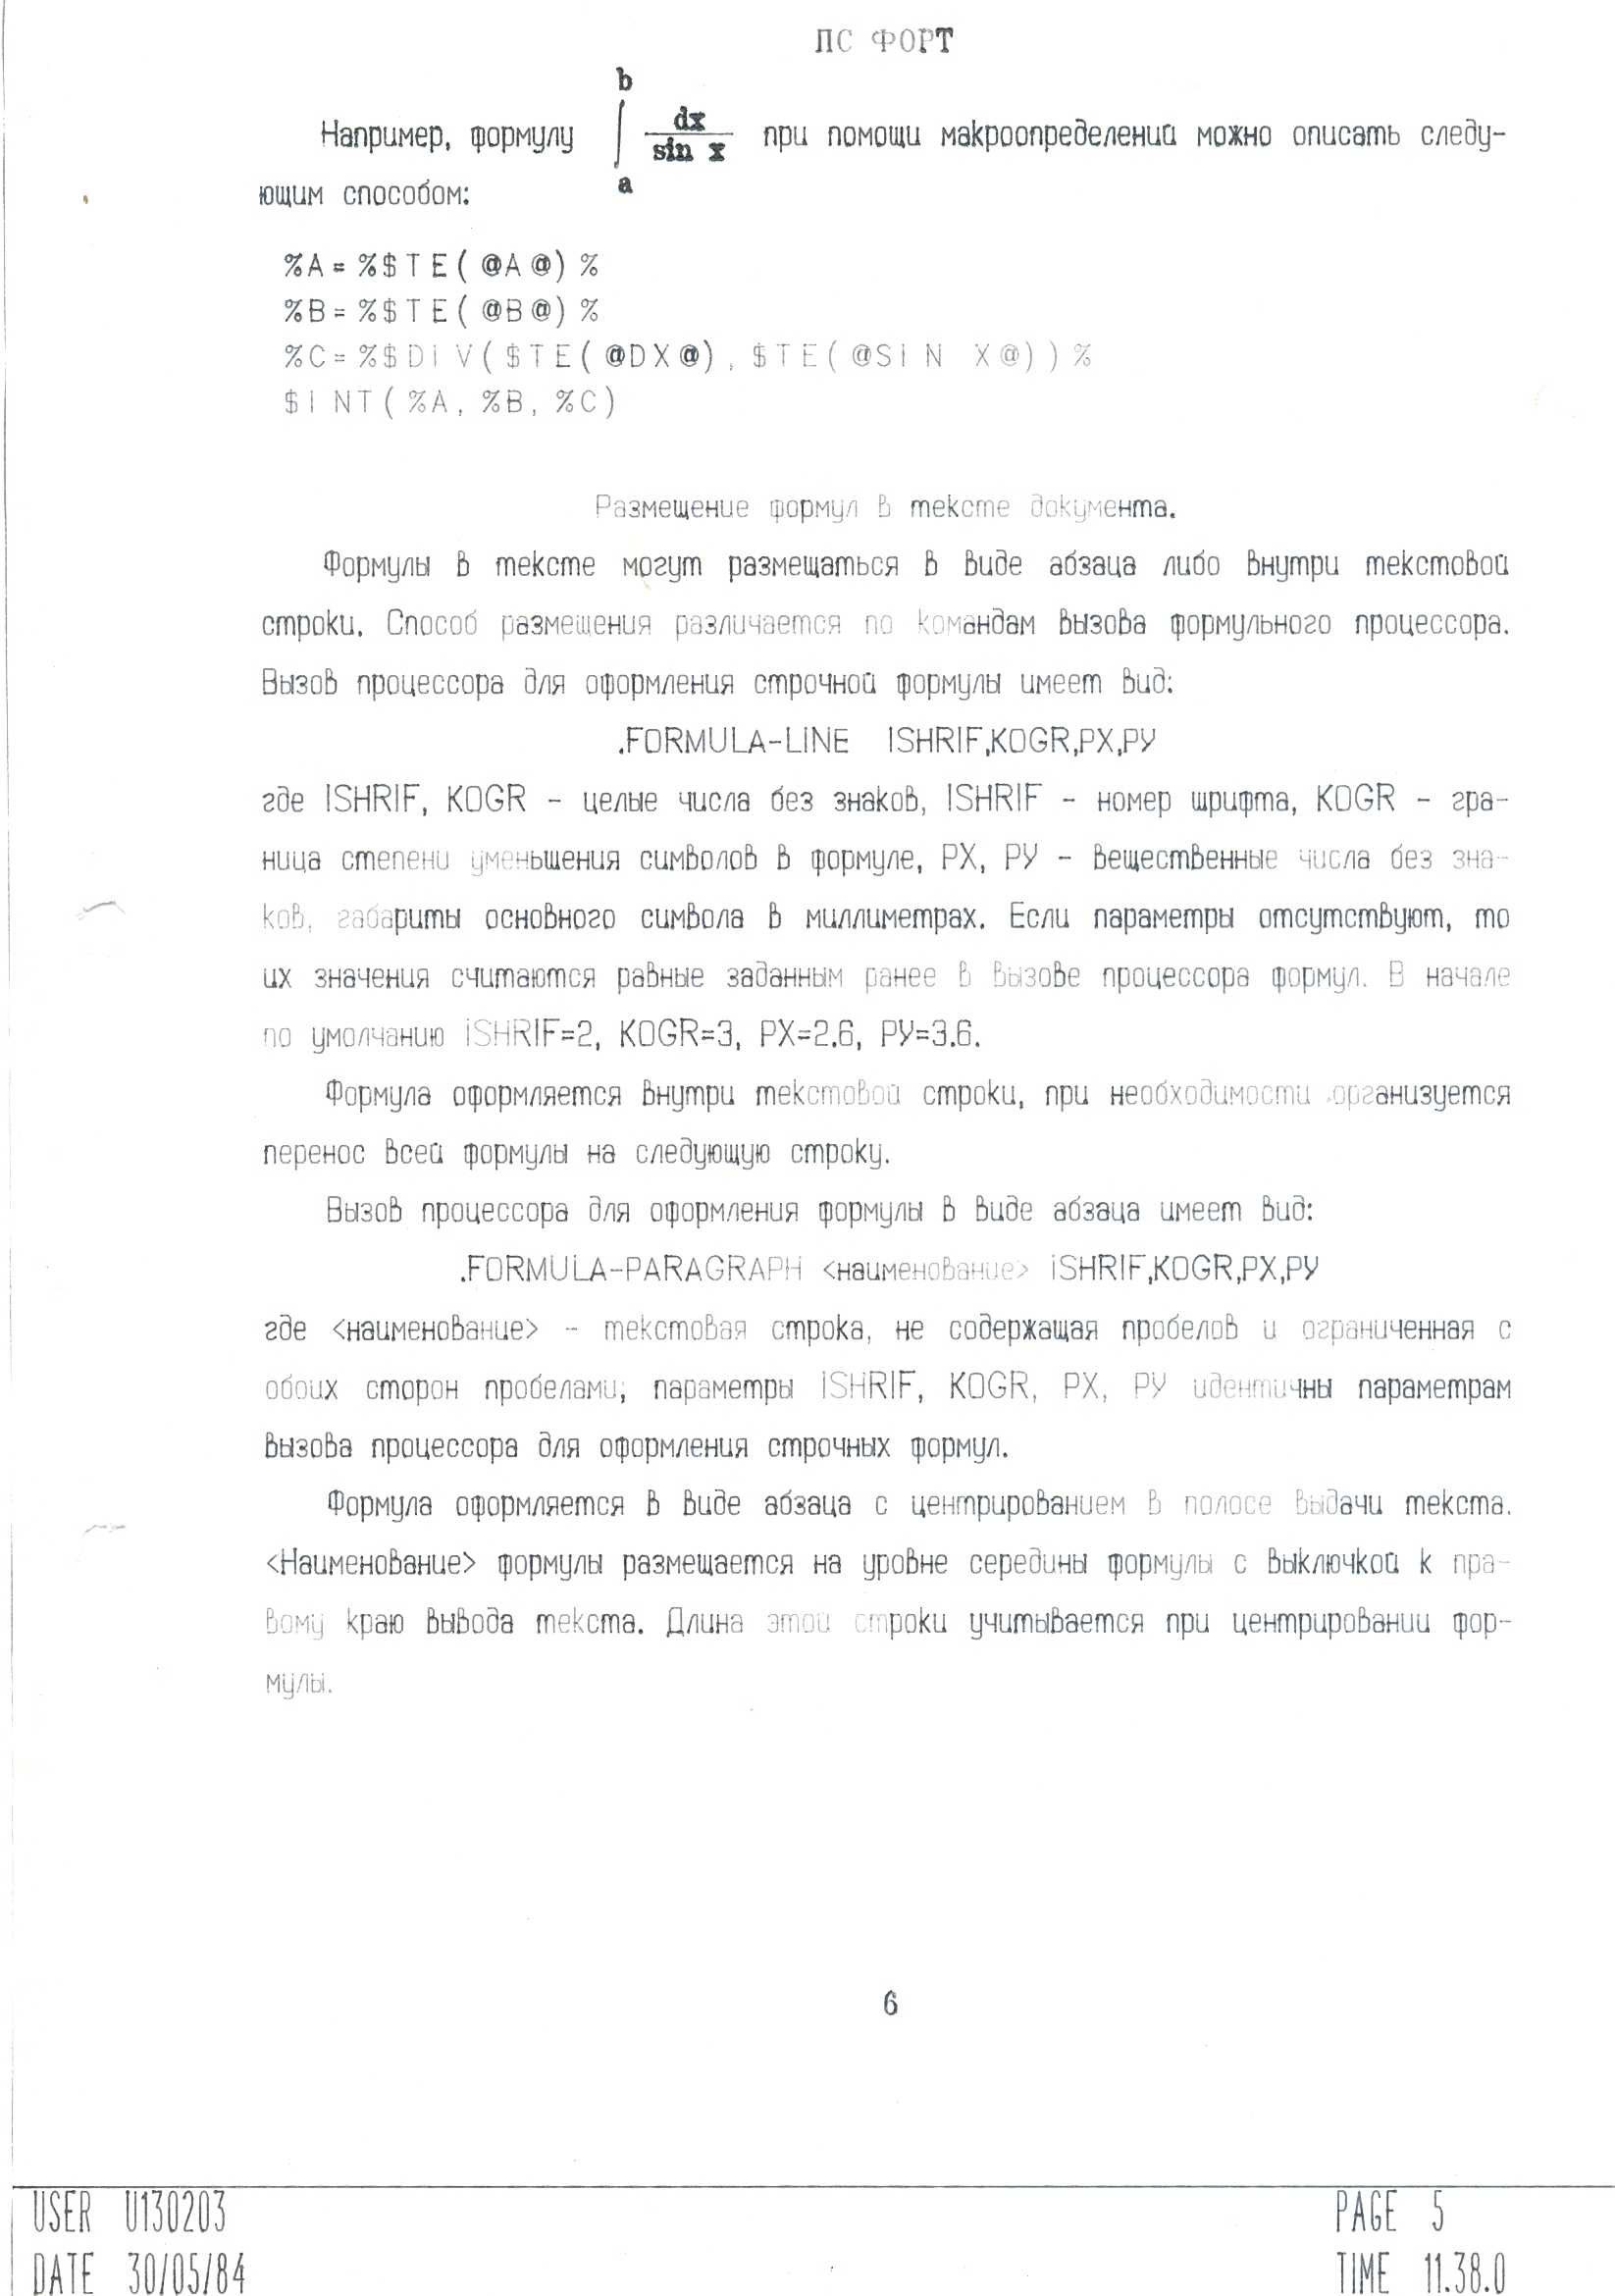 ПС ФОРТ
b
Например, формулу ∫ dx при помощи макроопределений можно описать следу-
sin x
a
ющим способом:
%A=%$TE(@A@)%
%B=%$TE(@B@)%
%C=%$DiV($TE(@DX@),$TE(@SiN X@))%
$INT(%A,%B,%C)
Размещение формул в тексте документа.
Формулы в тексте могут размещаться в виде абзаца либо внутри текстовой
строки. Способ размещения различается по командам вызова формульного процессора.
Вызов процессора для оформления строчной формулы имеет вид:
.FORMULA-LINE ISHRIF,KOGR,PX,PY
где ISHRIF, KOGR - целые числа без знаков, ISHRIF - номер шрифта, KOGR - гра-
ница степени уменьшения символов в формуле, PX, PY - вещественные числа без зна-
ков, габариты основного символа в миллиметрах. Если параметры отсутствуют, то
их значения считаются равные заданным ранее в вызове процессора формул. В начале
по умолчанию iSHRIF=2, KOGR=3, PX=2.6, PY=3.6.
Формула оформляется внутри текстовой строки, при необходимости организуется
перенос всей формулы на следующую строку.
Вызов процессора для оформления формулы в виде абзаца имеет вид:
.FORMULA-PARAGRAPH <наименование> iSHRIF,KOGR,PX,PY
где <наименование> - текстовая строка, не содержащая пробелов и ограниченная с
обоих сторон пробелами; параметры iSHRIF, KOGR, PX, PY идентичны параметрам
вызова процессора для оформления строчных формул.
Формула оформляется в виде абзаца с центрированием в полосе выдачи текста.
<Наименование> формулы размещается на уровне середины формулы с выключкой к пра-
вому краю вывода текста. Длина этой строки учитывается при центрировании фор-
мулы.
6
USER U130203 PAGE 5
DATE 30/05/84 TIME 11.38.0